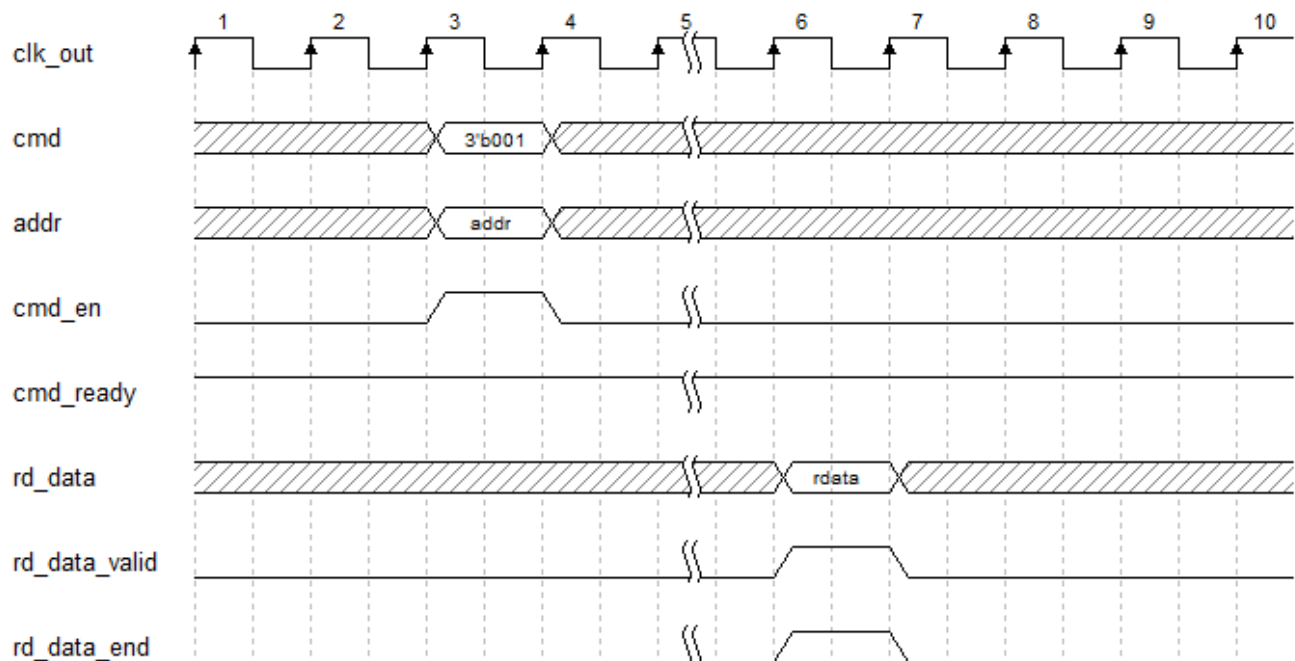 1 2 3 4 5 6 7 8 9 10
clk_out
cmd 3'b001
addr addr
cmd_en
cmd_ready
rd_data rdata
rd_data_valid
rd_data_end